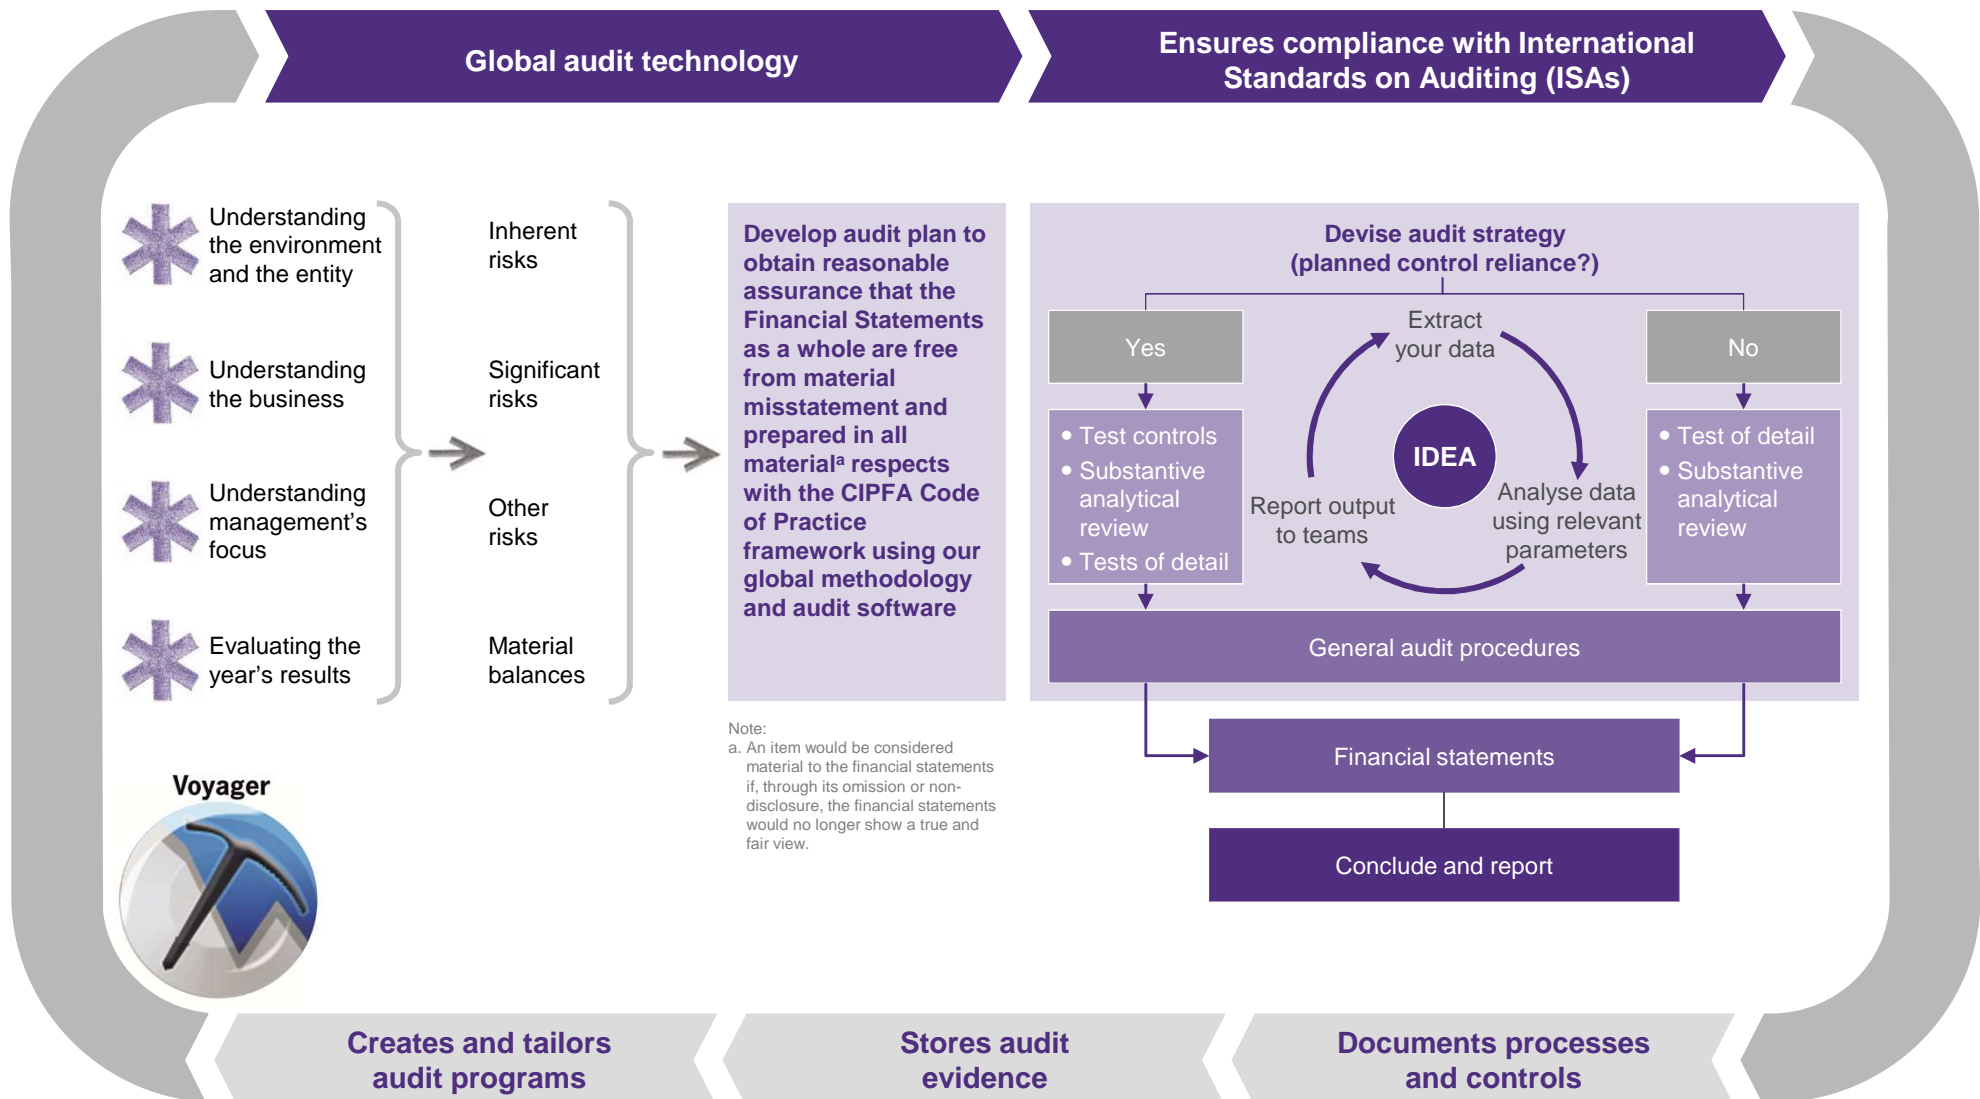 Global audit technology
Ensures compliance with International
Standards on Auditing (ISAs)
Understanding
the environment
and the entity
Understanding
the business
Understanding
management’s
focus
Evaluating the
year’s results
Inherent
risks
Significant
risks
Other
risks
Material
balances
Develop audit plan to
obtain reasonable
assurance that the
Financial Statements
as a whole are free
from material
misstatement and
prepared in all
materialᵃ respects
with the CIPFA Code
of Practice
framework using our
global methodology
and audit software
Note:
a. An item would be considered
material to the financial statements
if, through its omission or non-
disclosure, the financial statements
would no longer show a true and
fair view.
Devise audit strategy
(planned control reliance?)
Yes
• Test controls
• Substantive
analytical
review
• Tests of detail
Extract
your data
IDEA
Analyse data
using relevant
parameters
Report output
to teams
No
• Test of detail
• Substantive
analytical
review
General audit procedures
Financial statements
Conclude and report
Voyager
Creates and tailors
audit programs
Stores audit
evidence
Documents processes
and controls